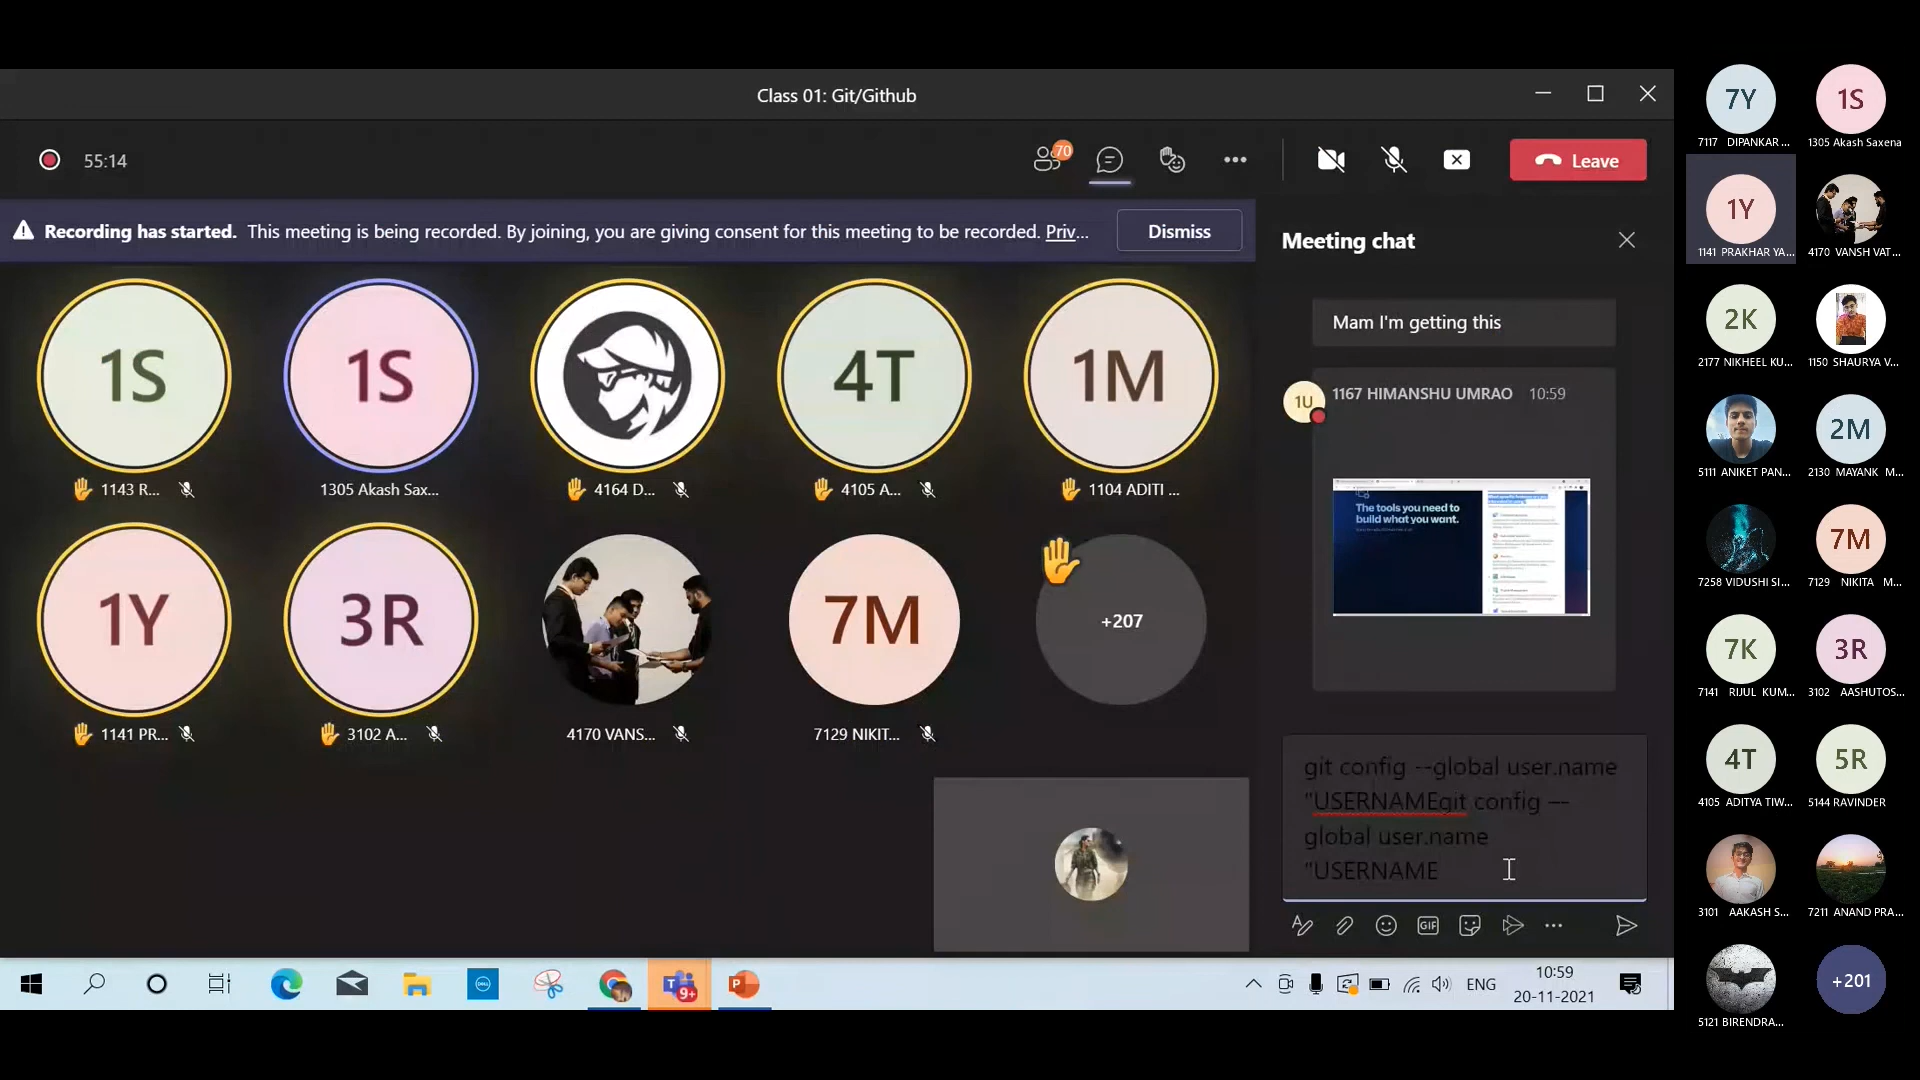 Class 01: Git/Github
55:14
70
Leave
Recording has started. This meeting is being recorded. By joining, you are giving consent for this meeting to be recorded. Priv...
Dismiss
1S
1S
4T
1M
1143 R...
1305 Akash Sax...
4164 D...
4105 A...
1104 ADITI ...
1Y
3R
7M
+207
1141 PR...
3102 A...
4170 VANS...
7129 NIKIT...
Meeting chat
Mam I'm getting this
1U
1167 HIMANSHU UMRAO 10:59
The tools you need to
build what you want.
git config --global user.name
"USERNAMEgit config —-
global user.name
"USERNAME
GIF
DELL
T
9+
P
ENG
10:59
20-11-2021
7Y
1S
7117 DIPANKAR ...
1305 Akash Saxena
1Y
1141 PRAKHAR YA...
4170 VANSH VAT...
2K
2177 NIKHEEL KU...
1150 SHAURYA V...
2M
5111 ANIKET PAN...
2130 MAYANK M...
7M
7258 VIDUSHI SI...
7129 NIKITA M...
7K
3R
7141 RIJUL KUM...
3102 AASHUTOS...
4T
5R
4105 ADITYA TIW...
5144 RAVINDER
3101 AAKASH S...
7211 ANAND PRA...
+201
5121 BIRENDRA...